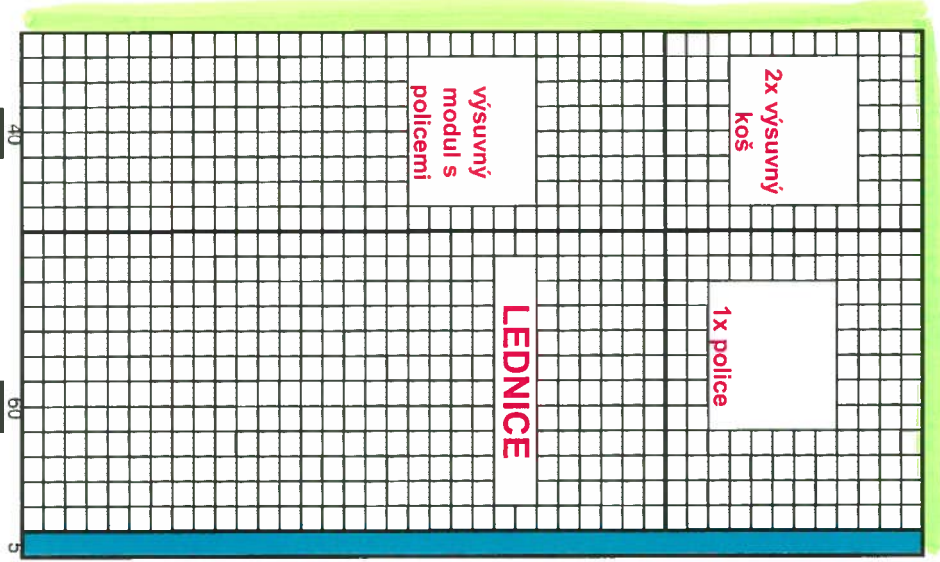 2x výsuvný
koš
1x police
výsuvný
modul s
policemi
LEDNICE
40
60
5